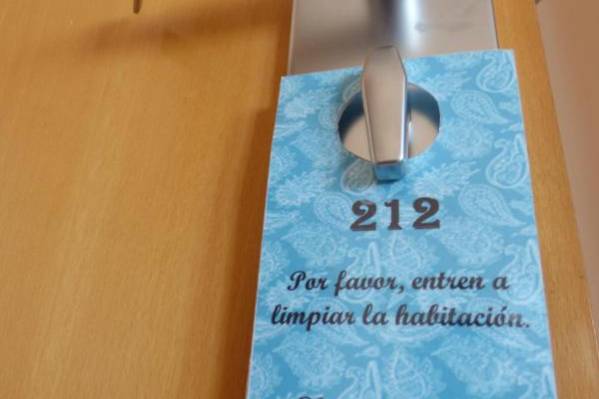 212
Por favor, entren a
limpiar la habitación.